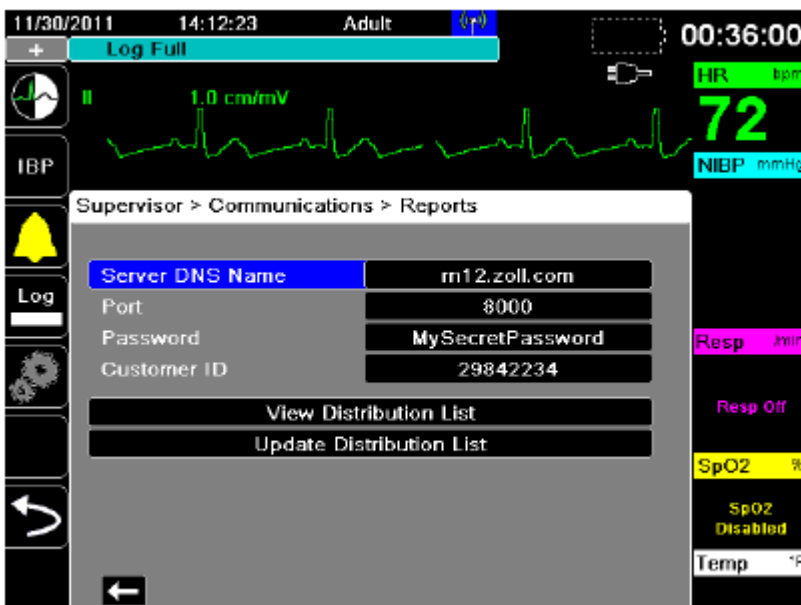 11/30/2011 14:12:23 Adult
00:36:00
+ Log Full
HR bpm
II 1.0 cm/mV
72
IBP
NIBP mmHg
Supervisor > Communications > Reports
Server DNS Name rn12.zoll.com
Log
Port 8000
Password MySecretPassword
Resp /min
Customer ID 29842234
View Distribution List
Resp Off
Update Distribution List
SpO2 %
SpO2
Disabled
Temp °F